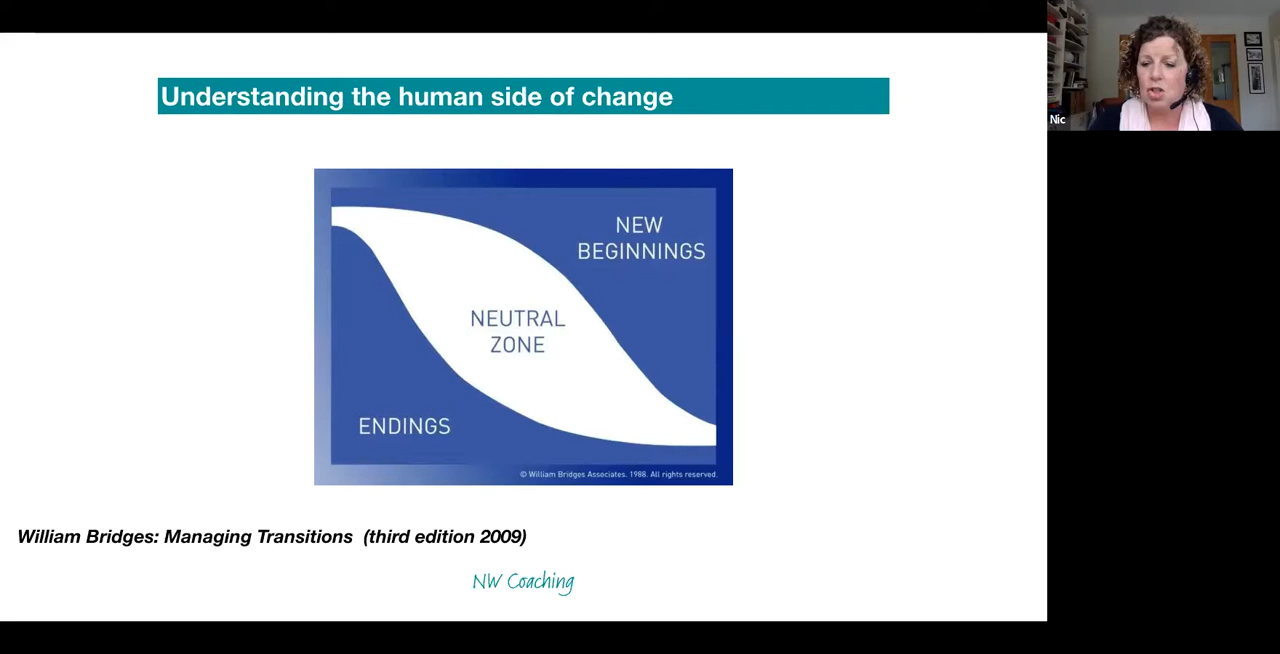 Understanding the human side of change
Nic
NEW
BEGINNINGS
NEUTRAL
ZONE
ENDINGS
© William Bridges Associates. 1988. All rights reserved.
William Bridges: Managing Transitions (third edition 2009)
NW Coaching